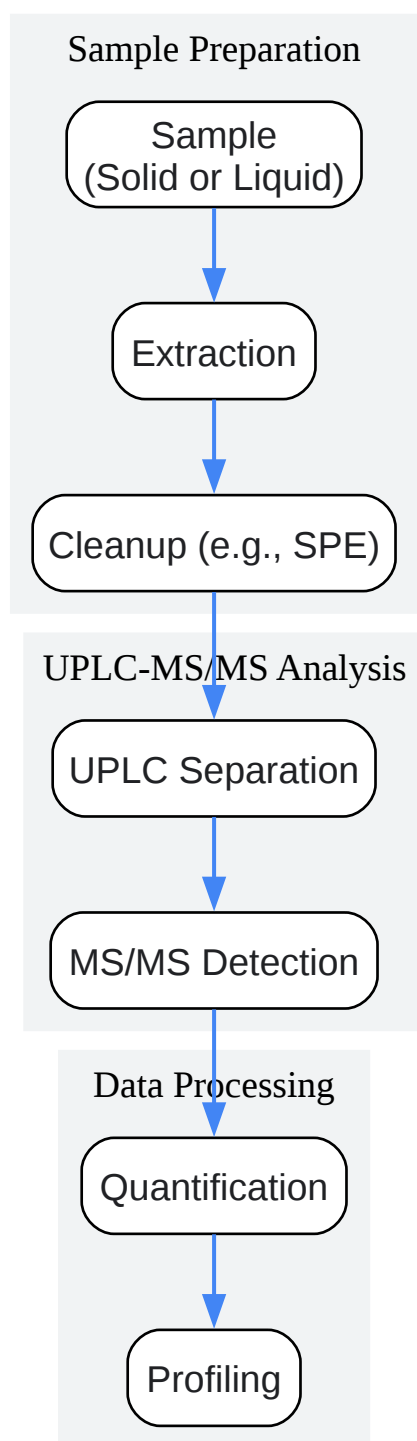 Sample Preparation
Sample
(Solid or Liquid)
Extraction
Cleanup (e.g., SPE)
UPLC-MS/MS Analysis
UPLC Separation
MS/MS Detection
Data Processing
Quantification
Profiling